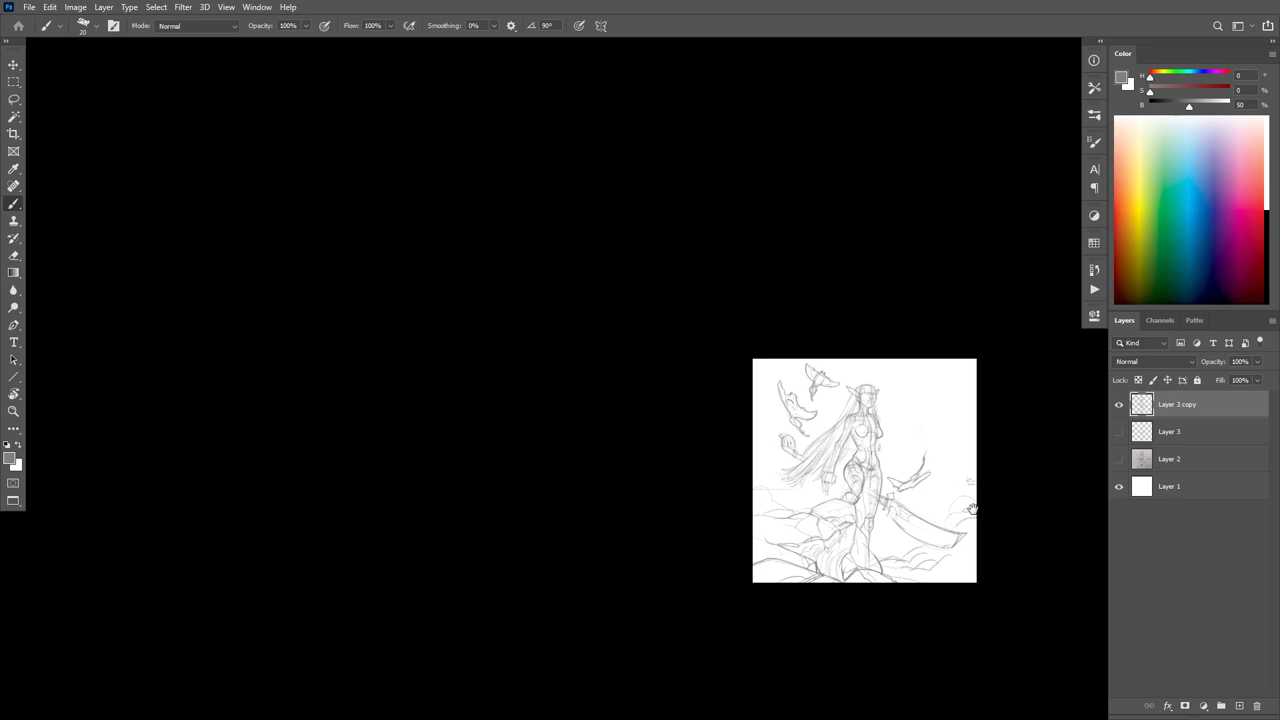 Ps File Edit Image Layer Type Select Filter 3D View Window Help
20 Mode: Normal Opacity: 100% Flow: 100% Smoothing: 0% 90°
Color
H 0 °
S 0 %
B 50 %
Layers Channels Paths
Kind
Normal Opacity: 100%
Lock: Fill: 100%
Layer 3 copy
Layer 3
Layer 2
Layer 1